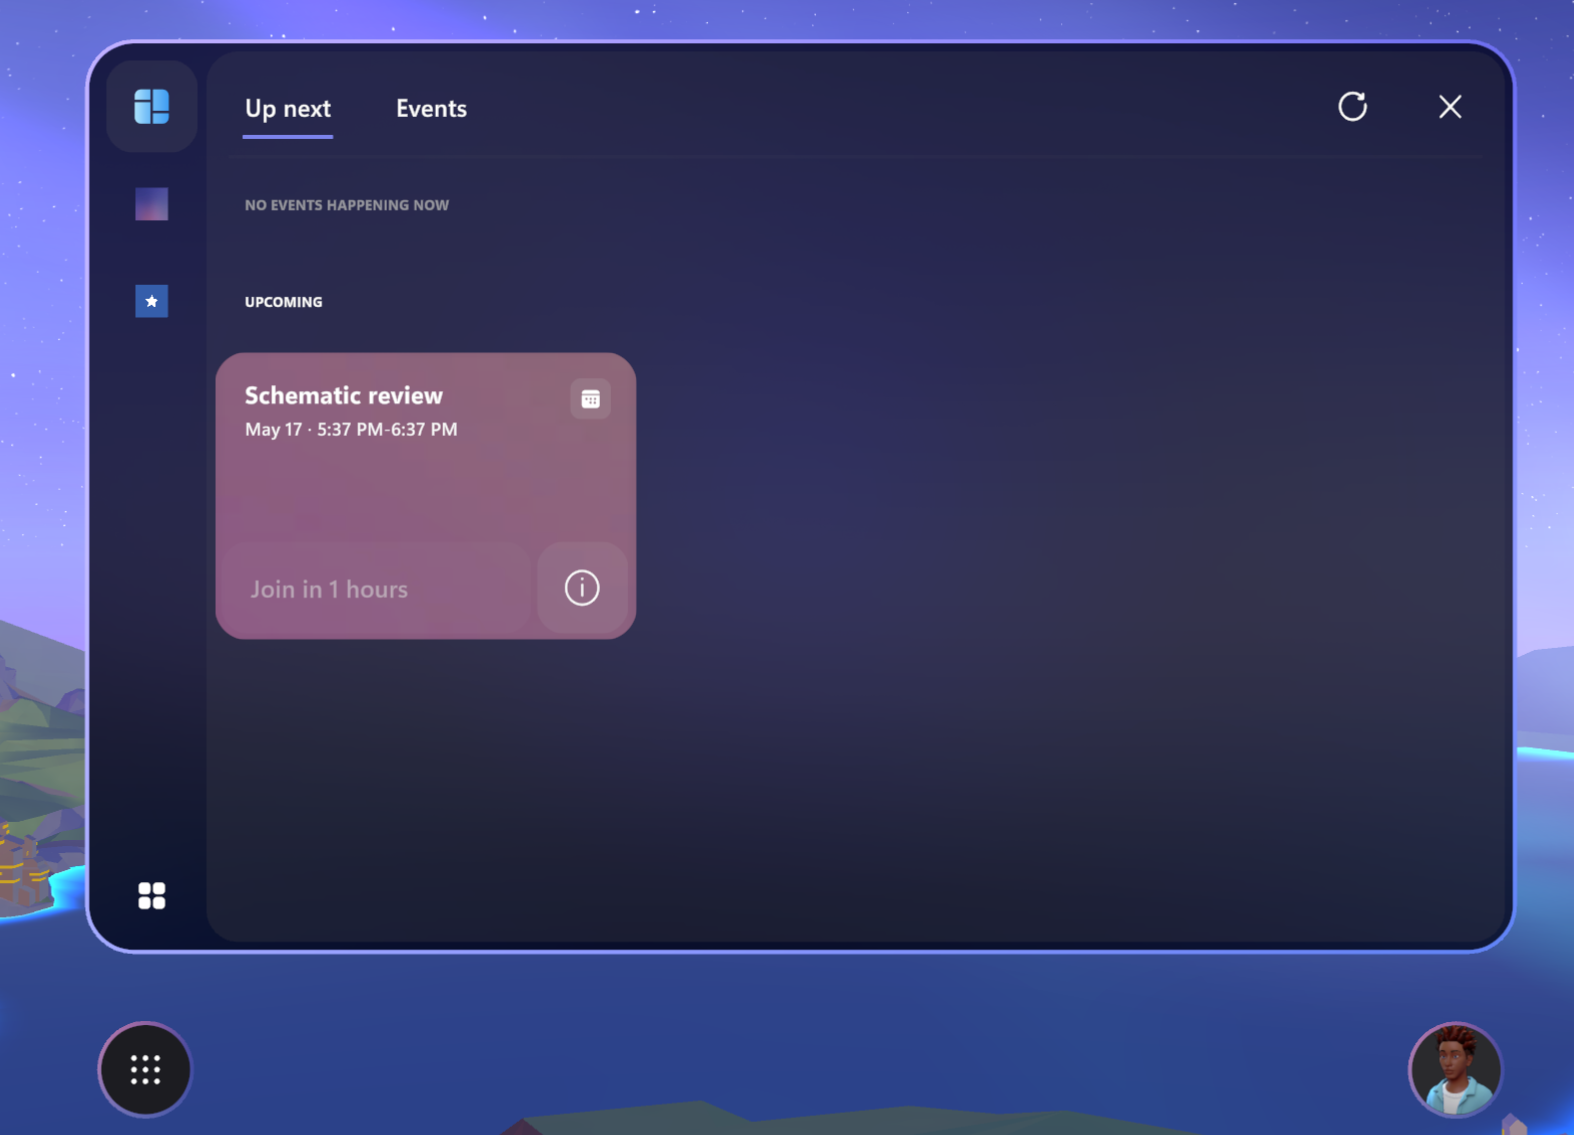 Up next
Events
NO EVENTS HAPPENING NOW
UPCOMING
Schematic review
May 17 · 5:37 PM-6:37 PM
Join in 1 hours